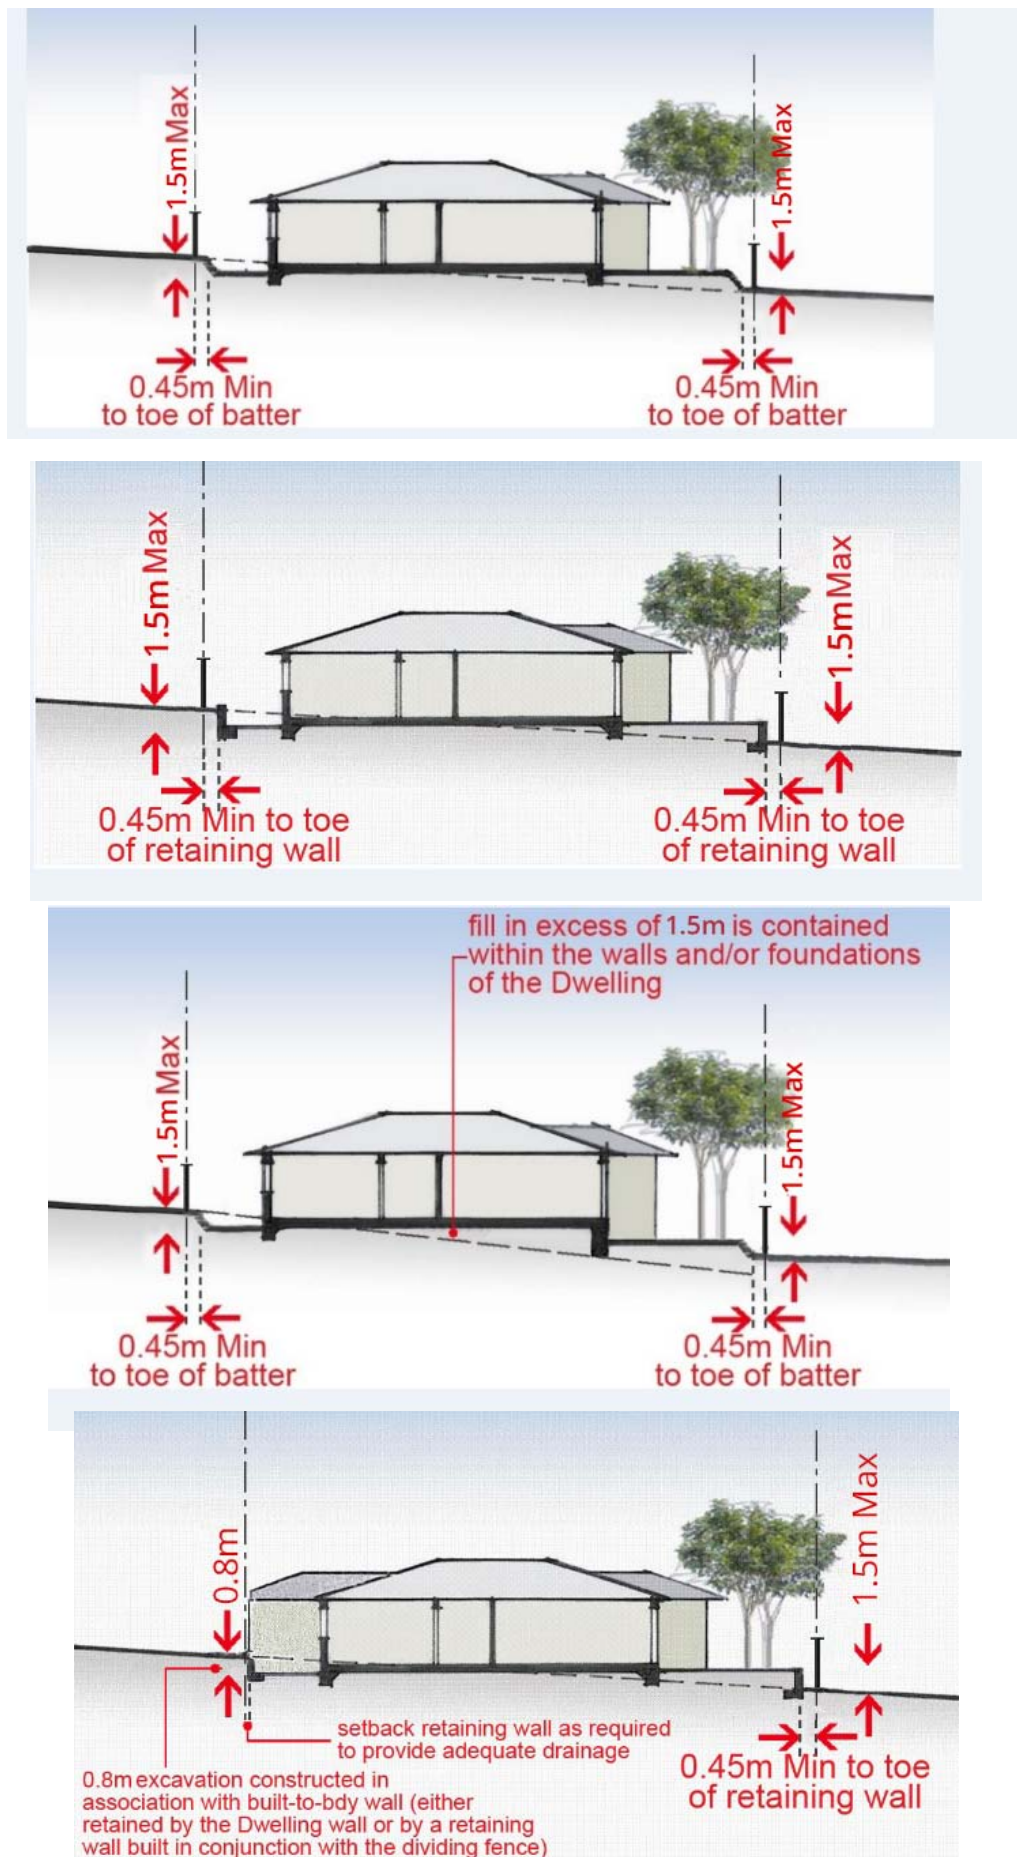 1.5m Max
1.5m Max
0.45m Min
to toe of batter
0.45m Min
to toe of batter
1.5m Max
1.5m Max
0.45m Min to toe
of retaining wall
0.45m Min to toe
of retaining wall
fill in excess of 1.5m is contained
within the walls and/or foundations
of the Dwelling
1.5m Max
1.5m Max
0.45m Min
to toe of batter
0.45m Min
to toe of batter
0.8m
1.5m Max
setback retaining wall as required
to provide adequate drainage
0.45m Min to toe
of retaining wall
0.8m excavation constructed in
association with built-to-bdy wall (either
retained by the Dwelling wall or by a retaining
wall built in conjunction with the dividing fence)